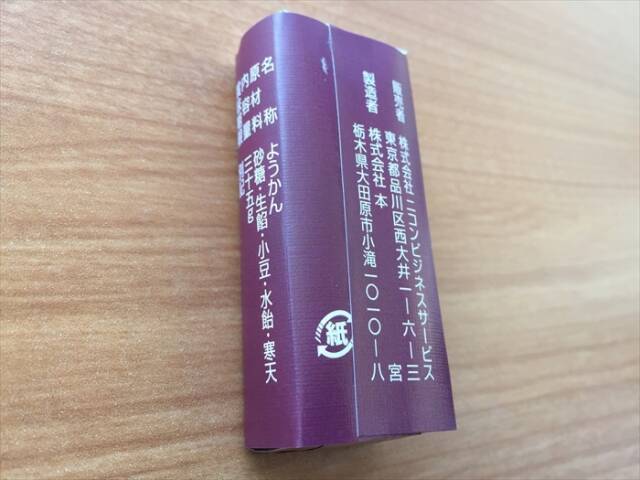 販売者 株式会社ニコンビジネスサービス
東京都品川区西大井一ー六ー三
製造者 株式会社 本 宮
栃木県大田原市小滝一〇一〇ー八
名 称 ようかん
原材料 砂糖・生餡・小豆・水飴・寒天
内容量 三十五g
紙